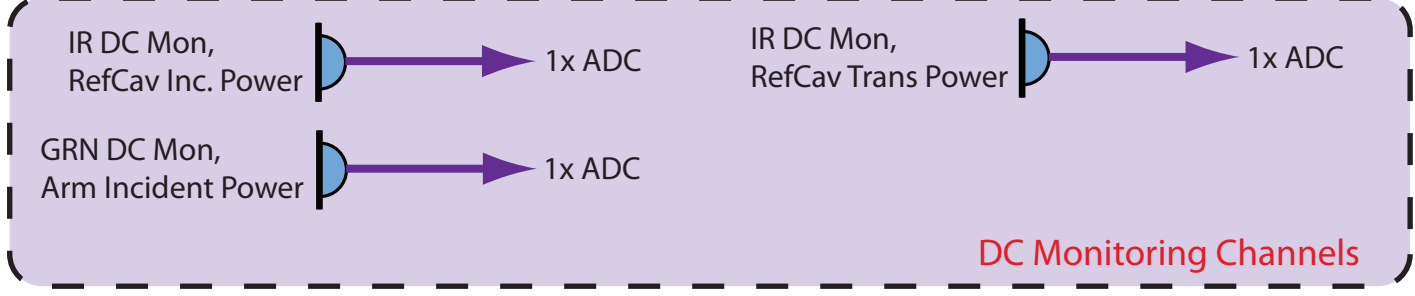 IR DC Mon,
RefCav Inc. Power
1x ADC
IR DC Mon,
RefCav Trans Power
1x ADC
GRN DC Mon,
Arm Incident Power
1x ADC
DC Monitoring Channels